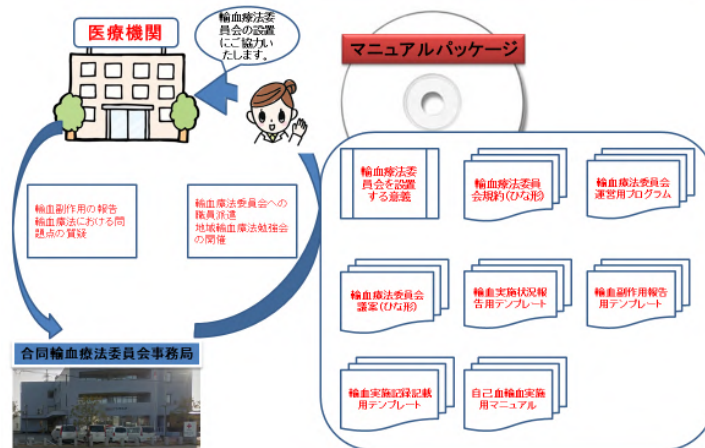 医療機関
輸血療法委
員会の設置
にご協力い
たします。
マニュアルパッケージ
輸血療法委
員会を設置
する意義
輸血療法委員
会規約(ひな形)
輸血療法委員会
運営用プログラム
輸血副作用の報告
輸血療法における問
題点の質疑
輸血療法委員会への
職員派遣
地域輸血療法勉強会
の開催
輸血療法委員会
議案(ひな形)
輸血実施状況報
告用テンプレート
輸血副作用報告
用テンプレート
合同輸血療法委員会事務局
輸血実施記録記載
用テンプレート
自己血輸血実施
用マニュアル